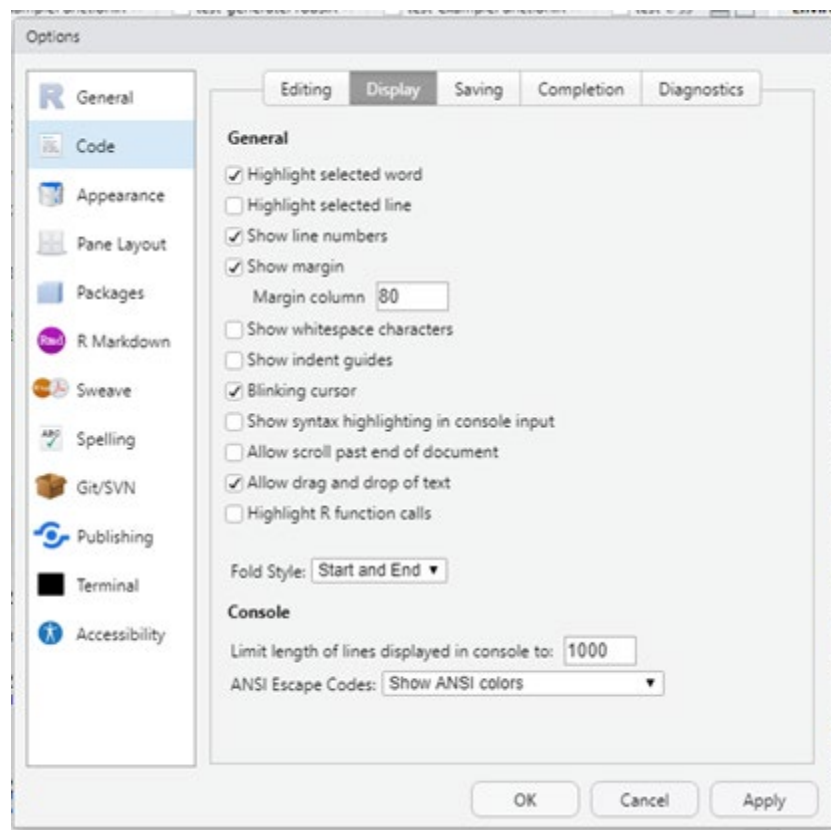 Options
General
Code
Appearance
Pane Layout
Packages
R Markdown
Sweave
Spelling
Git/SVN
Publishing
Terminal
Accessibility
Editing Display Saving Completion Diagnostics
General
Highlight selected word
Highlight selected line
Show line numbers
Show margin
Margin column 80
Show whitespace characters
Show indent guides
Blinking cursor
Show syntax highlighting in console input
Allow scroll past end of document
Allow drag and drop of text
Highlight R function calls
Fold Style: Start and End
Console
Limit length of lines displayed in console to: 1000
ANSI Escape Codes: Show ANSI colors
OK Cancel Apply